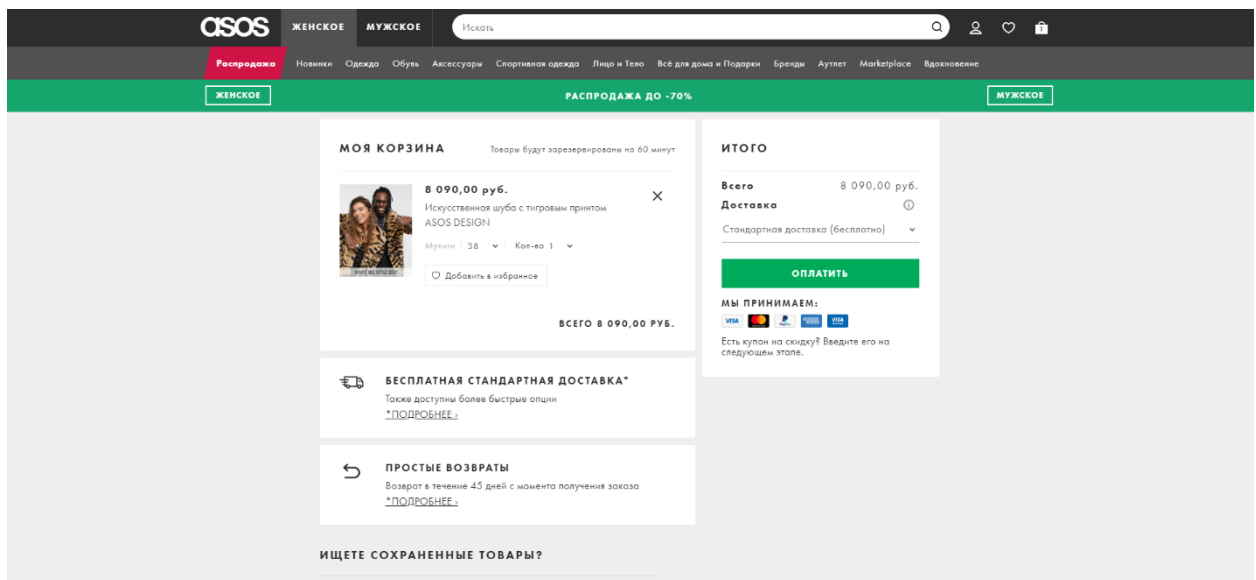 asos
ЖЕНСКОЕ
МУЖСКОЕ
Искать
1
Распродажа
Новинки
Одежда
Обувь
Аксессуары
Спортивная одежда
Лицо и Тело
Всё для дома и Подарки
Бренды
Аутлет
Marketplace
Вдохновение
ЖЕНСКОЕ
РАСПРОДАЖА ДО -70%
МУЖСКОЕ
МОЯ КОРЗИНА
Товары будут зарезервированы на 60 минут
8 090,00 руб.
Искусственная шуба с тигровым принтом
ASOS DESIGN
Мульти
38
Кол-во 1
Добавить в избранное
ВСЕГО 8 090,00 РУБ.
БЕСПЛАТНАЯ СТАНДАРТНАЯ ДОСТАВКА*
Также доступны более быстрые опции
*ПОДРОБНЕЕ ›
ПРОСТЫЕ ВОЗВРАТЫ
Возврат в течение 45 дней с момента получения заказа
*ПОДРОБНЕЕ ›
ИЩЕТЕ СОХРАНЕННЫЕ ТОВАРЫ?
ИТОГО
Всего 8 090,00 руб.
Доставка
Стандартная доставка (бесплатно)
ОПЛАТИТЬ
МЫ ПРИНИМАЕМ:
VISA
PayPal
VISA
Есть купон на скидку? Введите его на
следующем этапе.